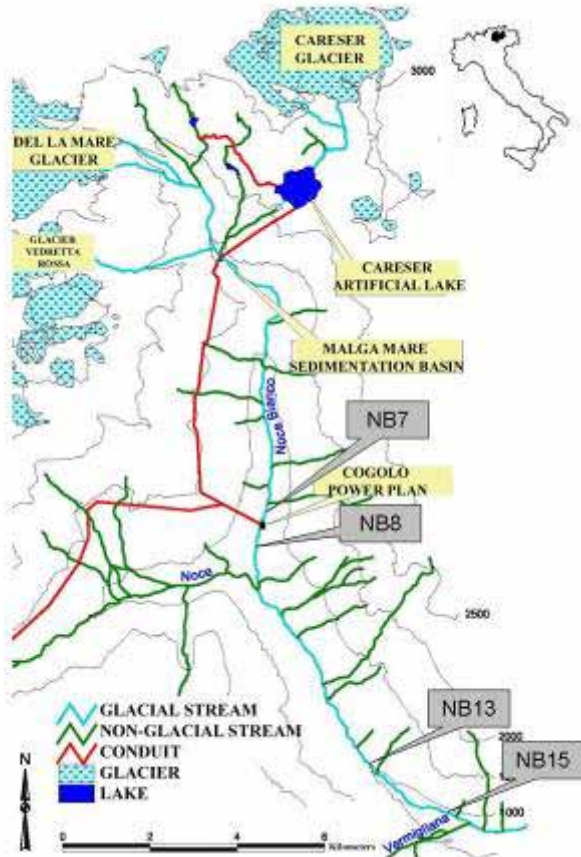 CARESER
GLACIER
3000
DEL LA MARE
GLACIER
GLACIER
VEDRETTA
ROSSA
CARESER
ARTIFICIAL LAKE
MALGA MARE
SEDIMENTATION BASIN
Noce Bianco
NB7
COGOLO
POWER PLAN
NB8
Noce
2500
GLACIAL STREAM
NON-GLACIAL STREAM
CONDUIT
GLACIER
LAKE
NB13
2000
NB15
1000
Vermigliana
N
0 2 4 6
Kilometers